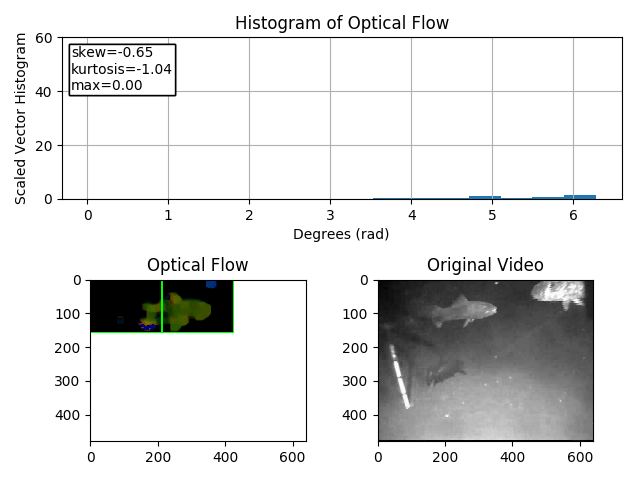 Histogram of Optical Flow
60
40
20
0
Scaled Vector Histogram
skew=-0.65
kurtosis=-1.04
max=0.00
0 1 2 3 4 5 6
Degrees (rad)
Optical Flow
0
100
200
300
400
0 200 400 600
Original Video
0
100
200
300
400
0 200 400 600